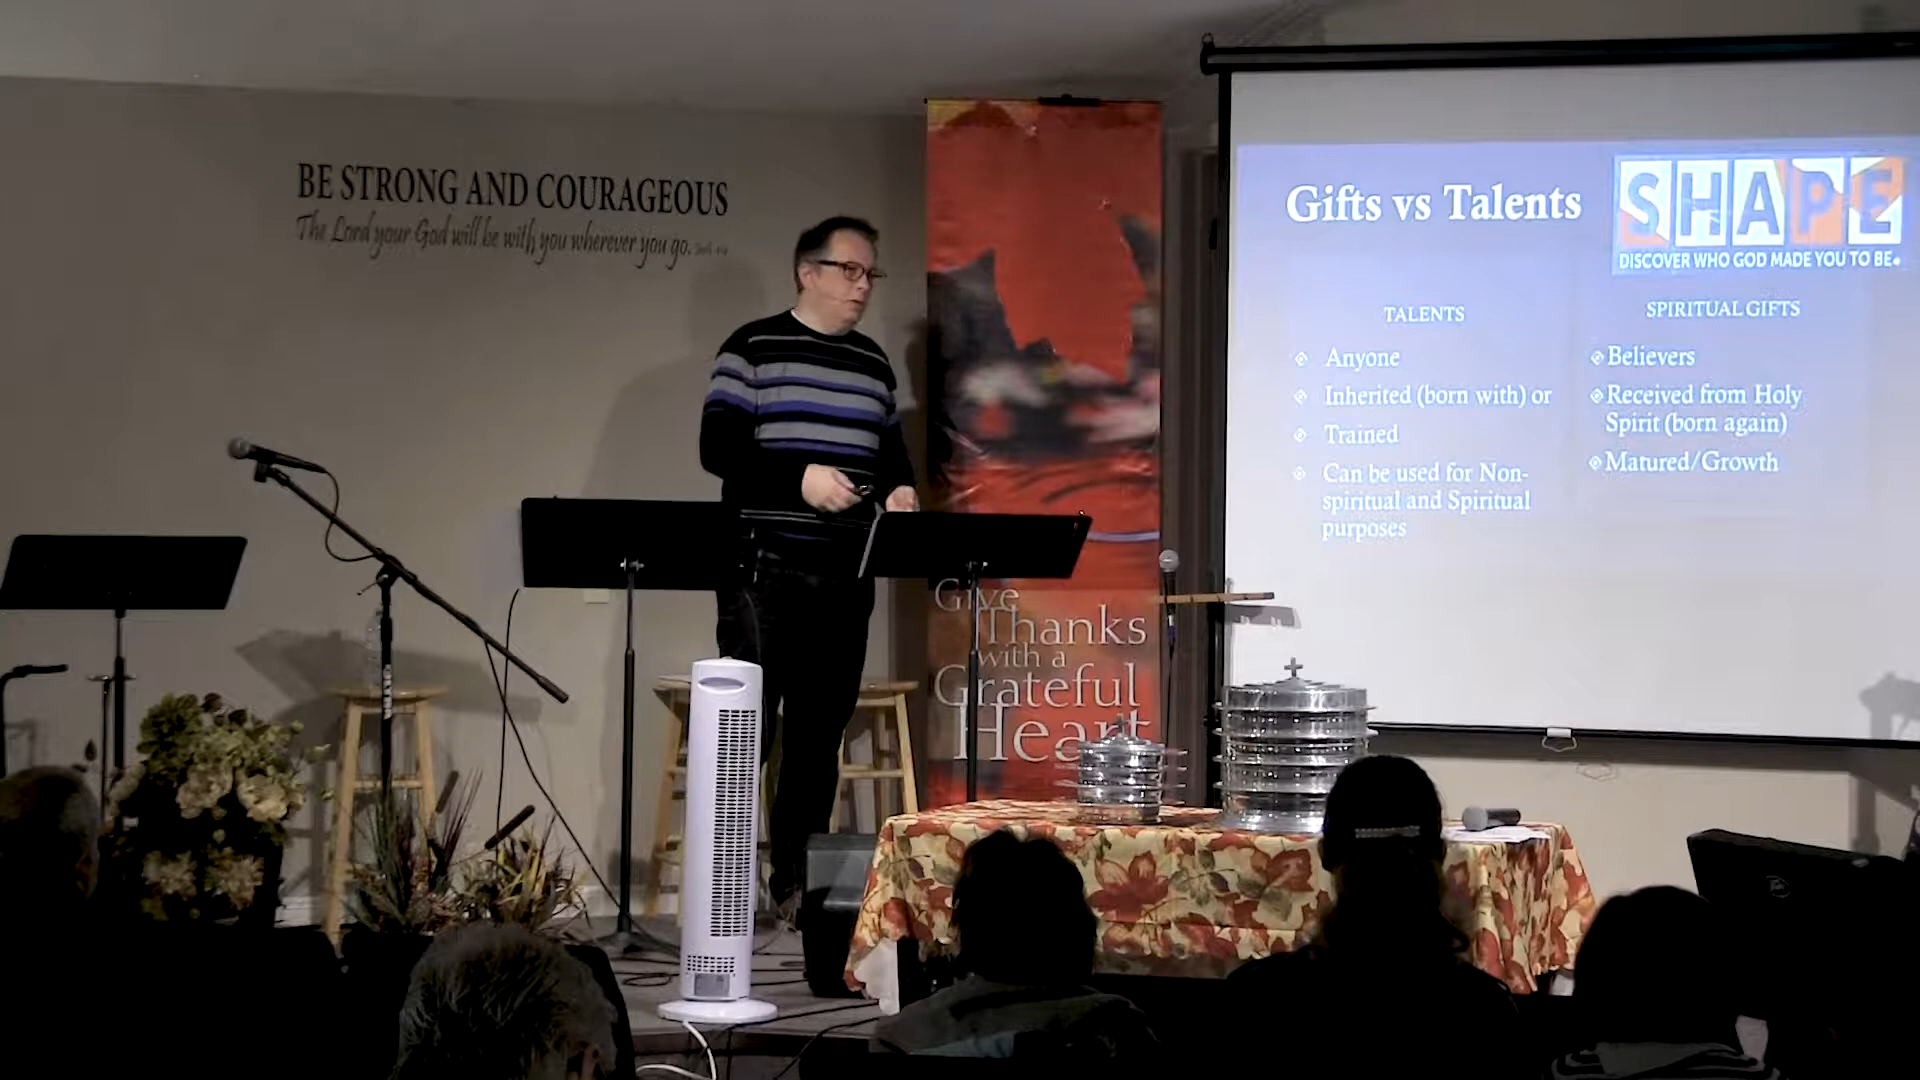 BE STRONG AND COURAGEOUS
The Lord your God will be with you wherever you go.
Give
Thanks
with a
Grateful
Heart
Gifts vs Talents
SHAPE
DISCOVER WHO GOD MADE YOU TO BE.
TALENTS
Anyone
Inherited (born with) or
Trained
Can be used for Non-
spiritual and Spiritual
purposes
SPIRITUAL GIFTS
Believers
Received from Holy
Spirit (born again)
Matured/Growth